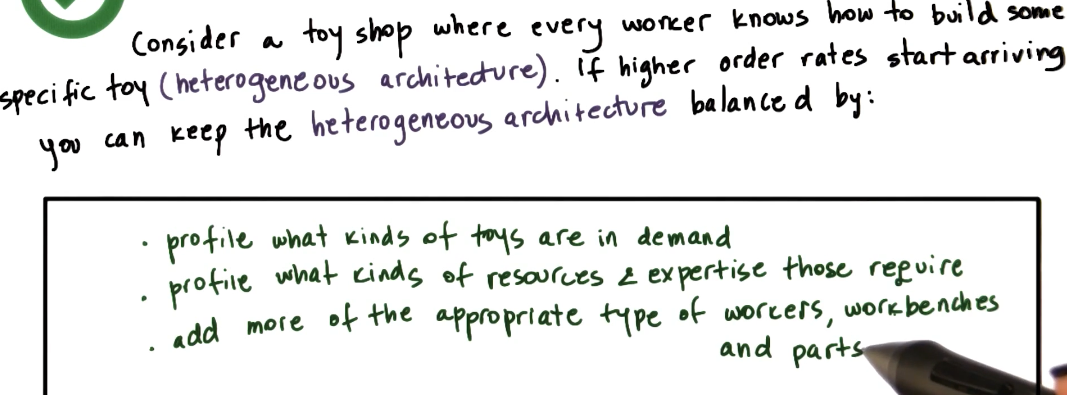 Consider a toy shop where every worker knows how to build some
specific toy (heterogeneous architecture). If higher order rates start arriving
you can keep the heterogeneous architecture balanced by:
• profile what kinds of toys are in demand
• profile what kinds of resources & expertise those require
• add more of the appropriate type of workers, workbenches
and parts